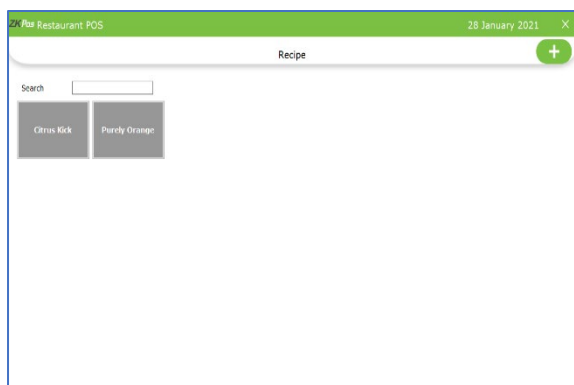 ZKPos Restaurant POS 28 January 2021 X
Recipe +
Search
Citrus Kick Purely Orange